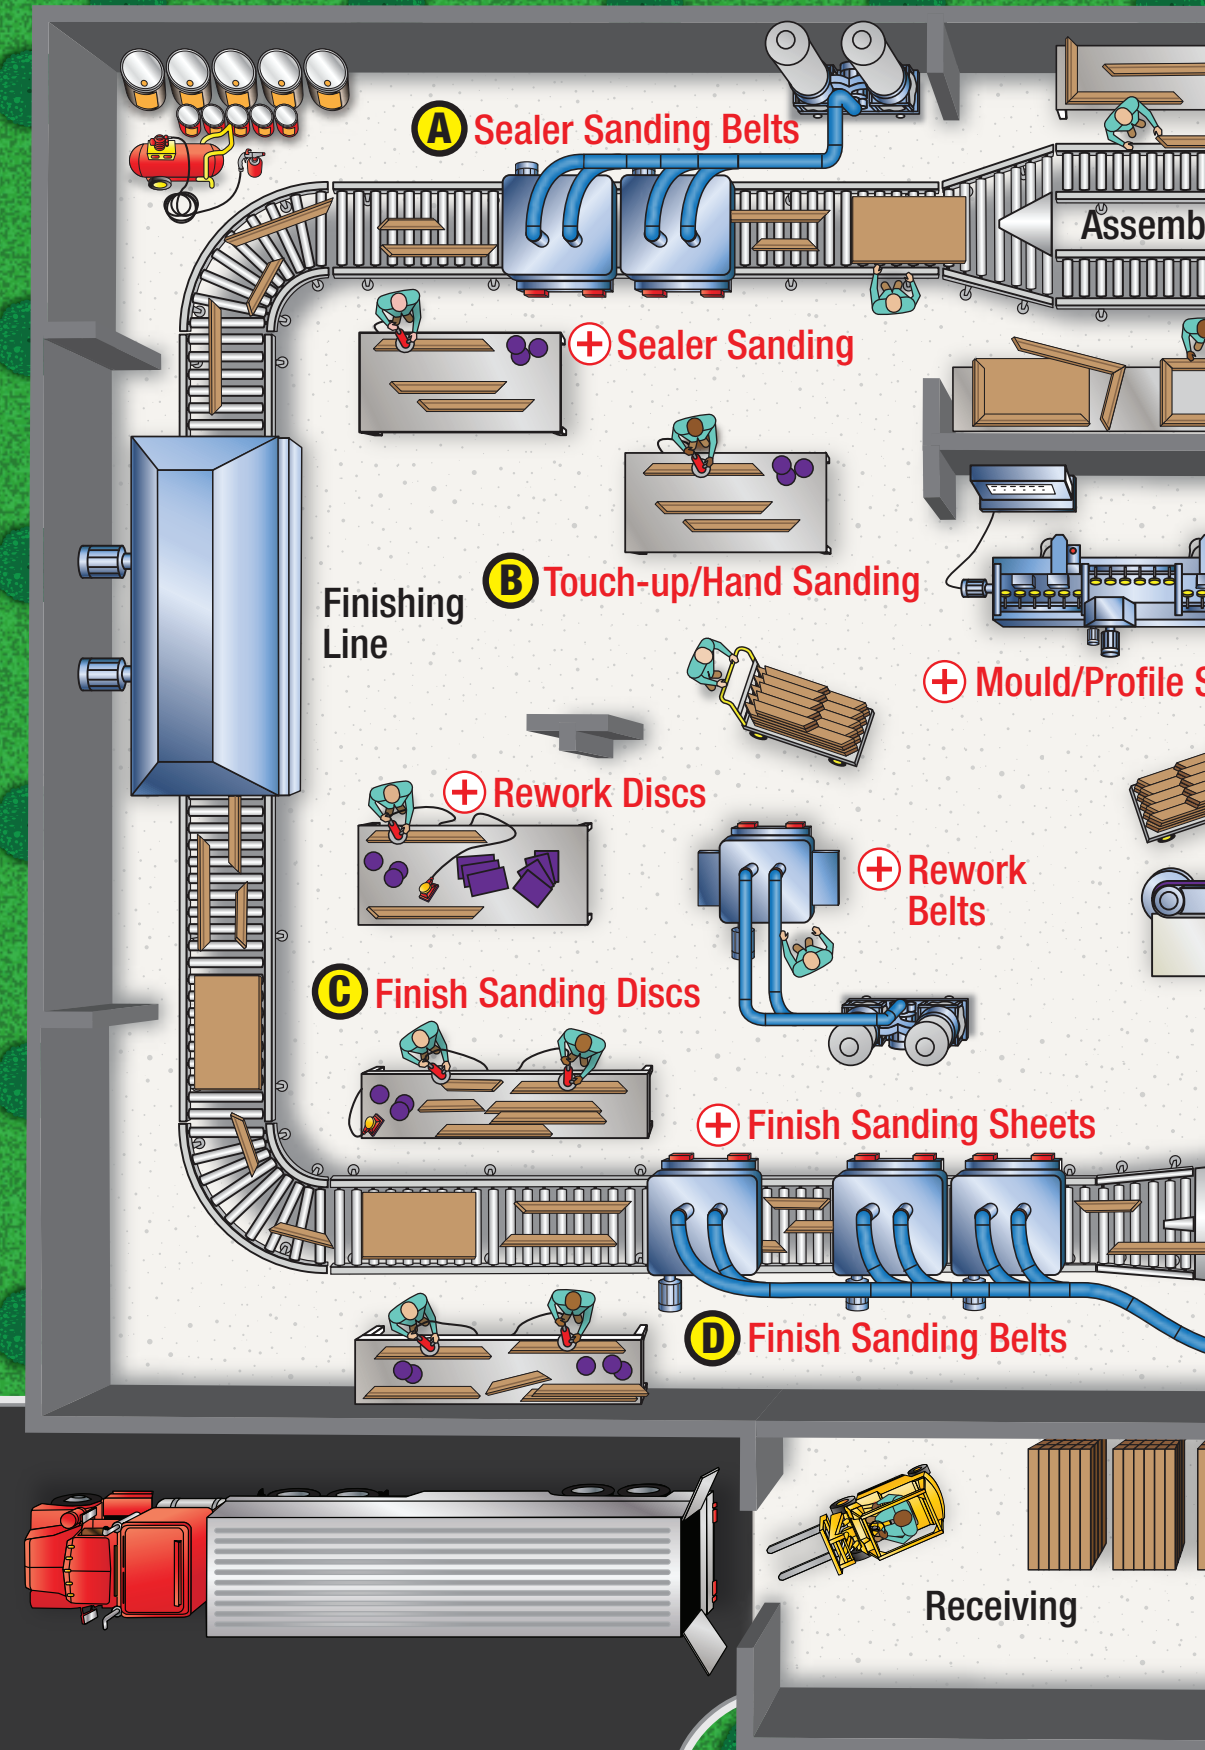 A Sealer Sanding Belts
Assemb
+ Sealer Sanding
B Touch-up/Hand Sanding
Finishing
Line
+ Mould/Profile S
+ Rework Discs
+ Rework
Belts
C Finish Sanding Discs
+ Finish Sanding Sheets
D Finish Sanding Belts
Receiving